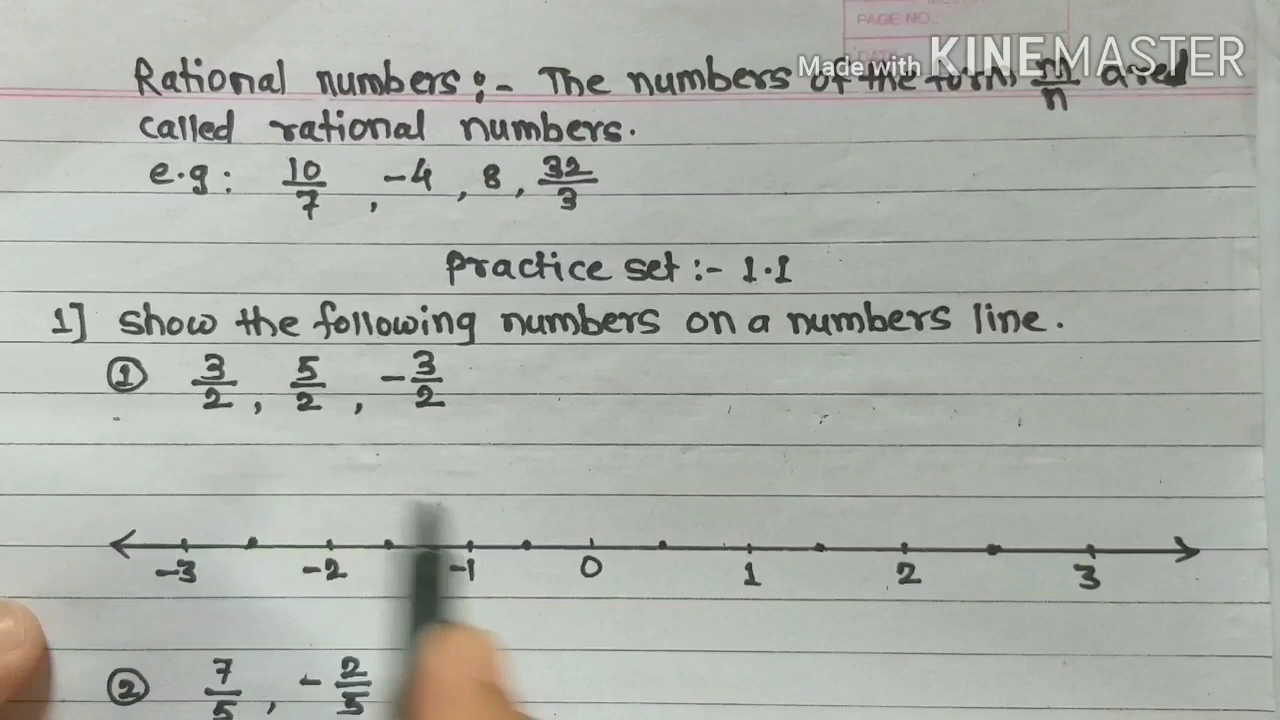 PAGE NO.:
Made with KINEMASTER
Rational numbers:- The numbers of the form m/n are
called rational numbers.
e.g: 10/7, -4, 8, 32/3
Practice set:- 1.1
1] Show the following numbers on a numbers line.
① 3/2, 5/2, -3/2
-3 -2 -1 0 1 2 3
② 7/5, -2/5